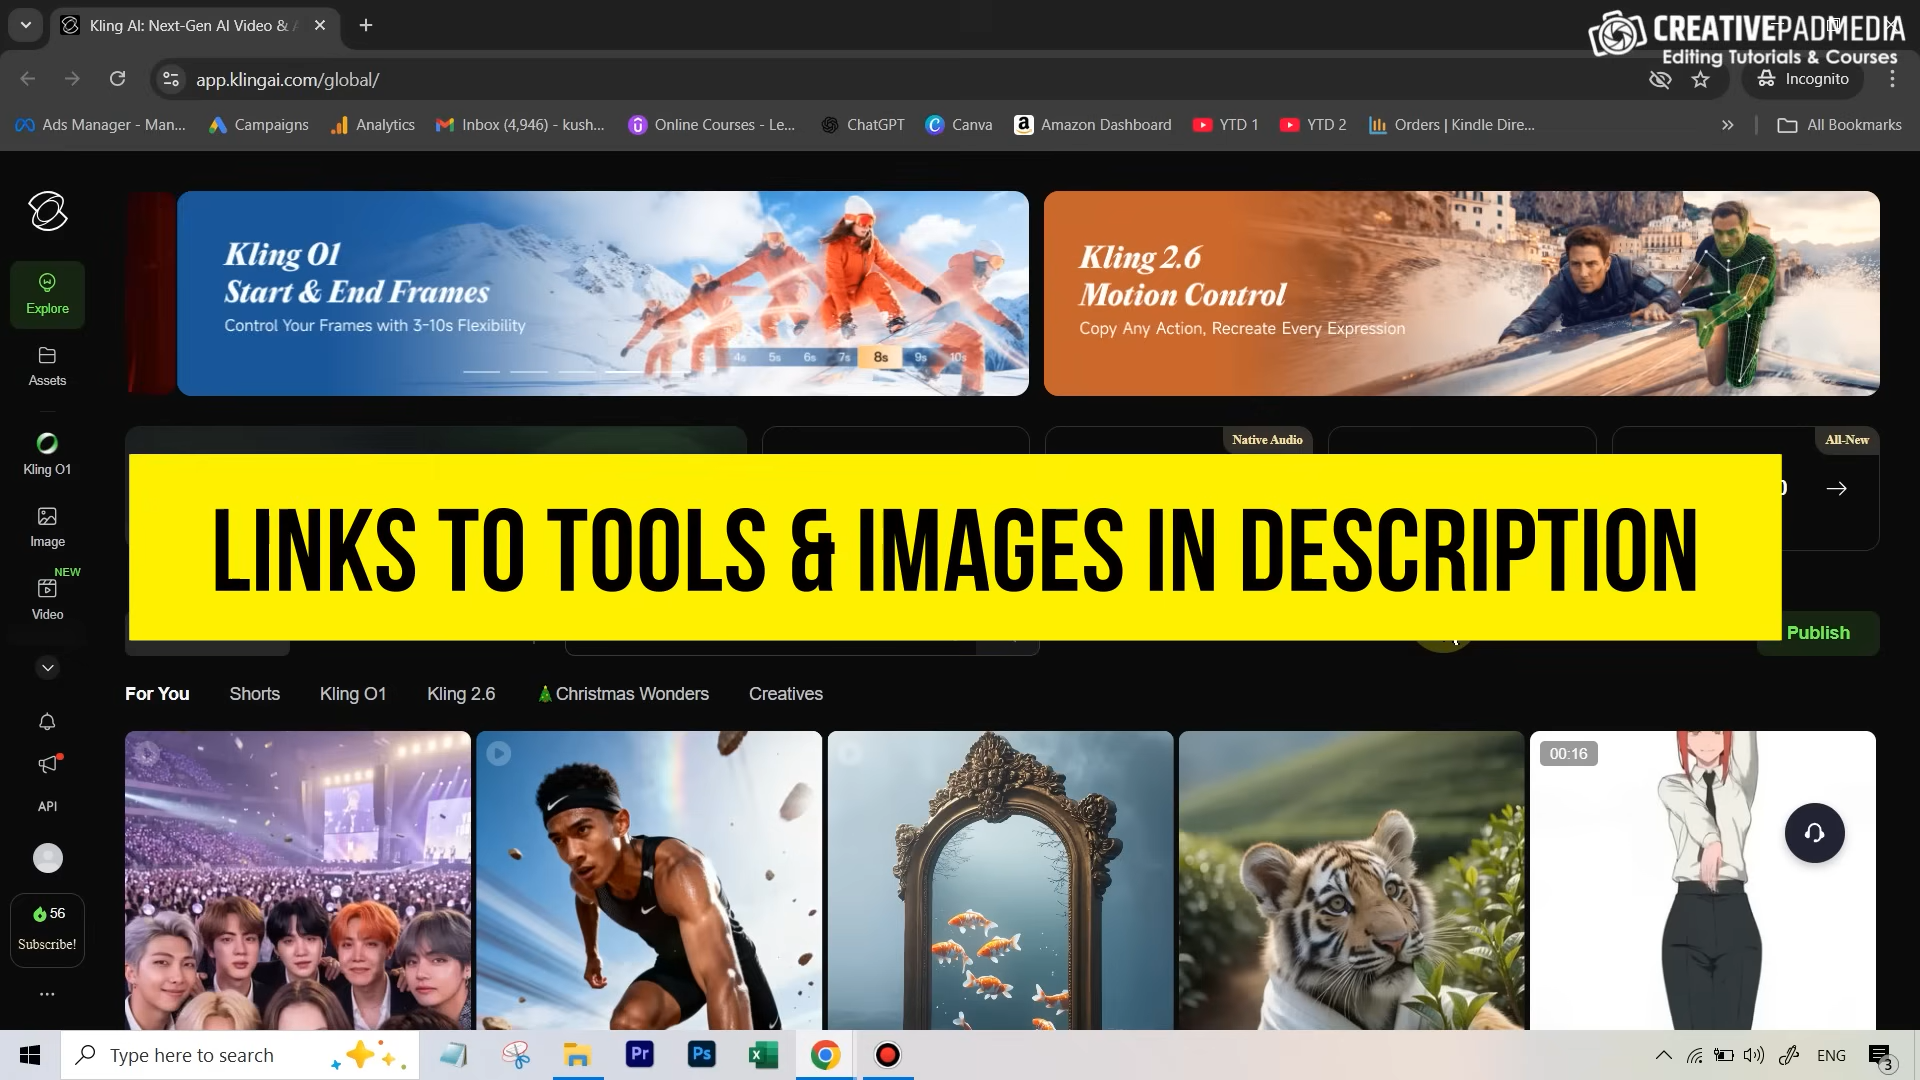 Kling AI: Next-Gen AI Video &
CREATIVEPADMEDIA
Editing Tutorials & Courses
app.klingai.com/global/
Incognito
Ads Manager - Man...
Campaigns
Analytics
Inbox (4,946) - kush...
Online Courses - Le...
ChatGPT
Canva
Amazon Dashboard
YTD 1
YTD 2
Orders | Kindle Dire...
All Bookmarks
Kling O1
Start & End Frames
Control Your Frames with 3-10s Flexibility
4s 5s 6s 7s 8s 9s 10s
Kling 2.6
Motion Control
Copy Any Action, Recreate Every Expression
Explore
Assets
Kling O1
Image
NEW
Video
API
56
Subscribe!
Native Audio
All-New
LINKS TO TOOLS & IMAGES IN DESCRIPTION
Publish
For You
Shorts
Kling O1
Kling 2.6
Christmas Wonders
Creatives
00:16
Type here to search
Pr
Ps
ENG
3